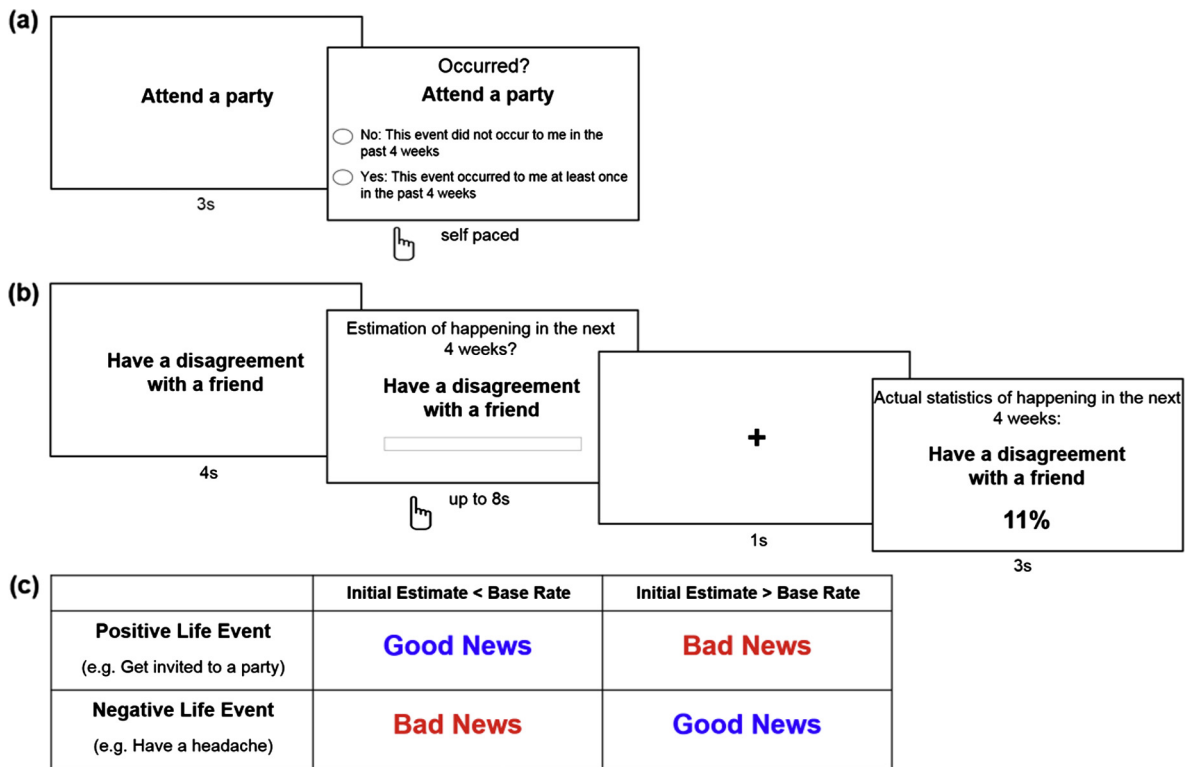 (a)
Attend a party
3s
Occurred?
Attend a party
No: This event did not occur to me in the
past 4 weeks
Yes: This event occurred to me at least once
in the past 4 weeks
self paced
(b)
Have a disagreement
with a friend
4s
Estimation of happening in the next
4 weeks?
Have a disagreement
with a friend
up to 8s
+
1s
Actual statistics of happening in the next
4 weeks:
Have a disagreement
with a friend
11%
3s
(c)
Initial Estimate < Base Rate
Initial Estimate > Base Rate
Positive Life Event
(e.g. Get invited to a party)
Good News
Bad News
Negative Life Event
(e.g. Have a headache)
Bad News
Good News